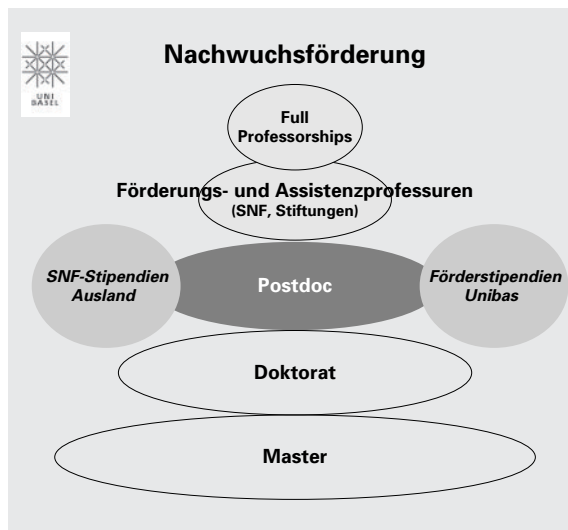 Nachwuchsförderung
UNI
BASEL
Full
Professorships
Förderungs- und Assistenzprofessuren
(SNF, Stiftungen)
SNF-Stipendien
Ausland
Postdoc
Förderstipendien
Unibas
Doktorat
Master